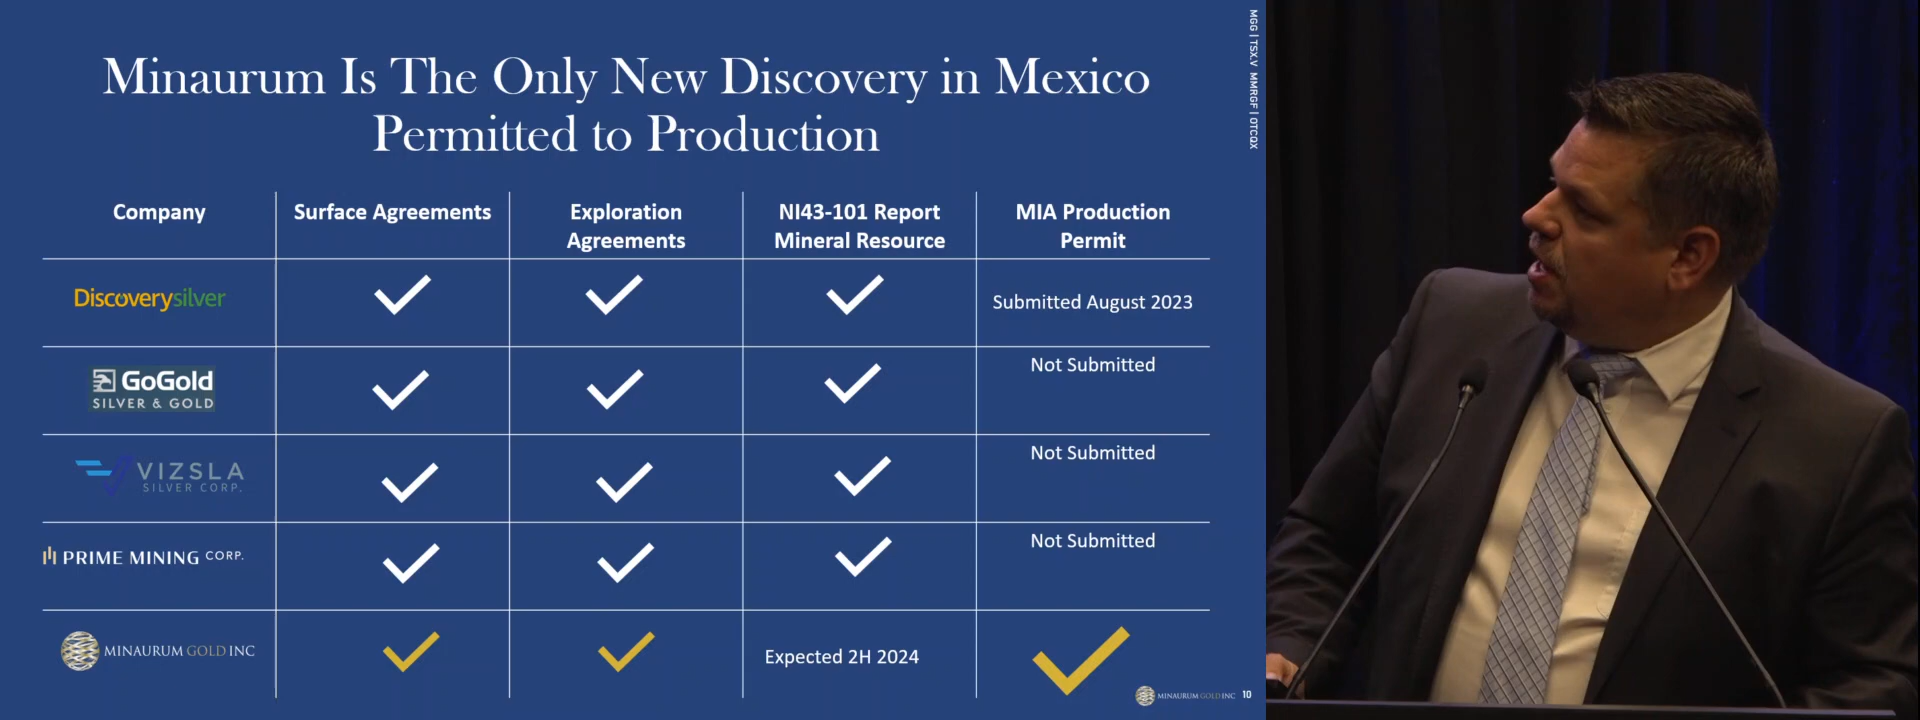 MGG | TSX.V MMRGF | OTCQX
Minaurum Is The Only New Discovery in Mexico
Permitted to Production
Company
Surface Agreements
Exploration
Agreements
NI43-101 Report
Mineral Resource
MIA Production
Permit
Discoverysilver
Submitted August 2023
GoGold
SILVER & GOLD
Not Submitted
VIZSLA
SILVER CORP.
Not Submitted
PRIME MINING CORP.
Not Submitted
MINAURUM GOLD INC
Expected 2H 2024
MINAURUM GOLD INC 10